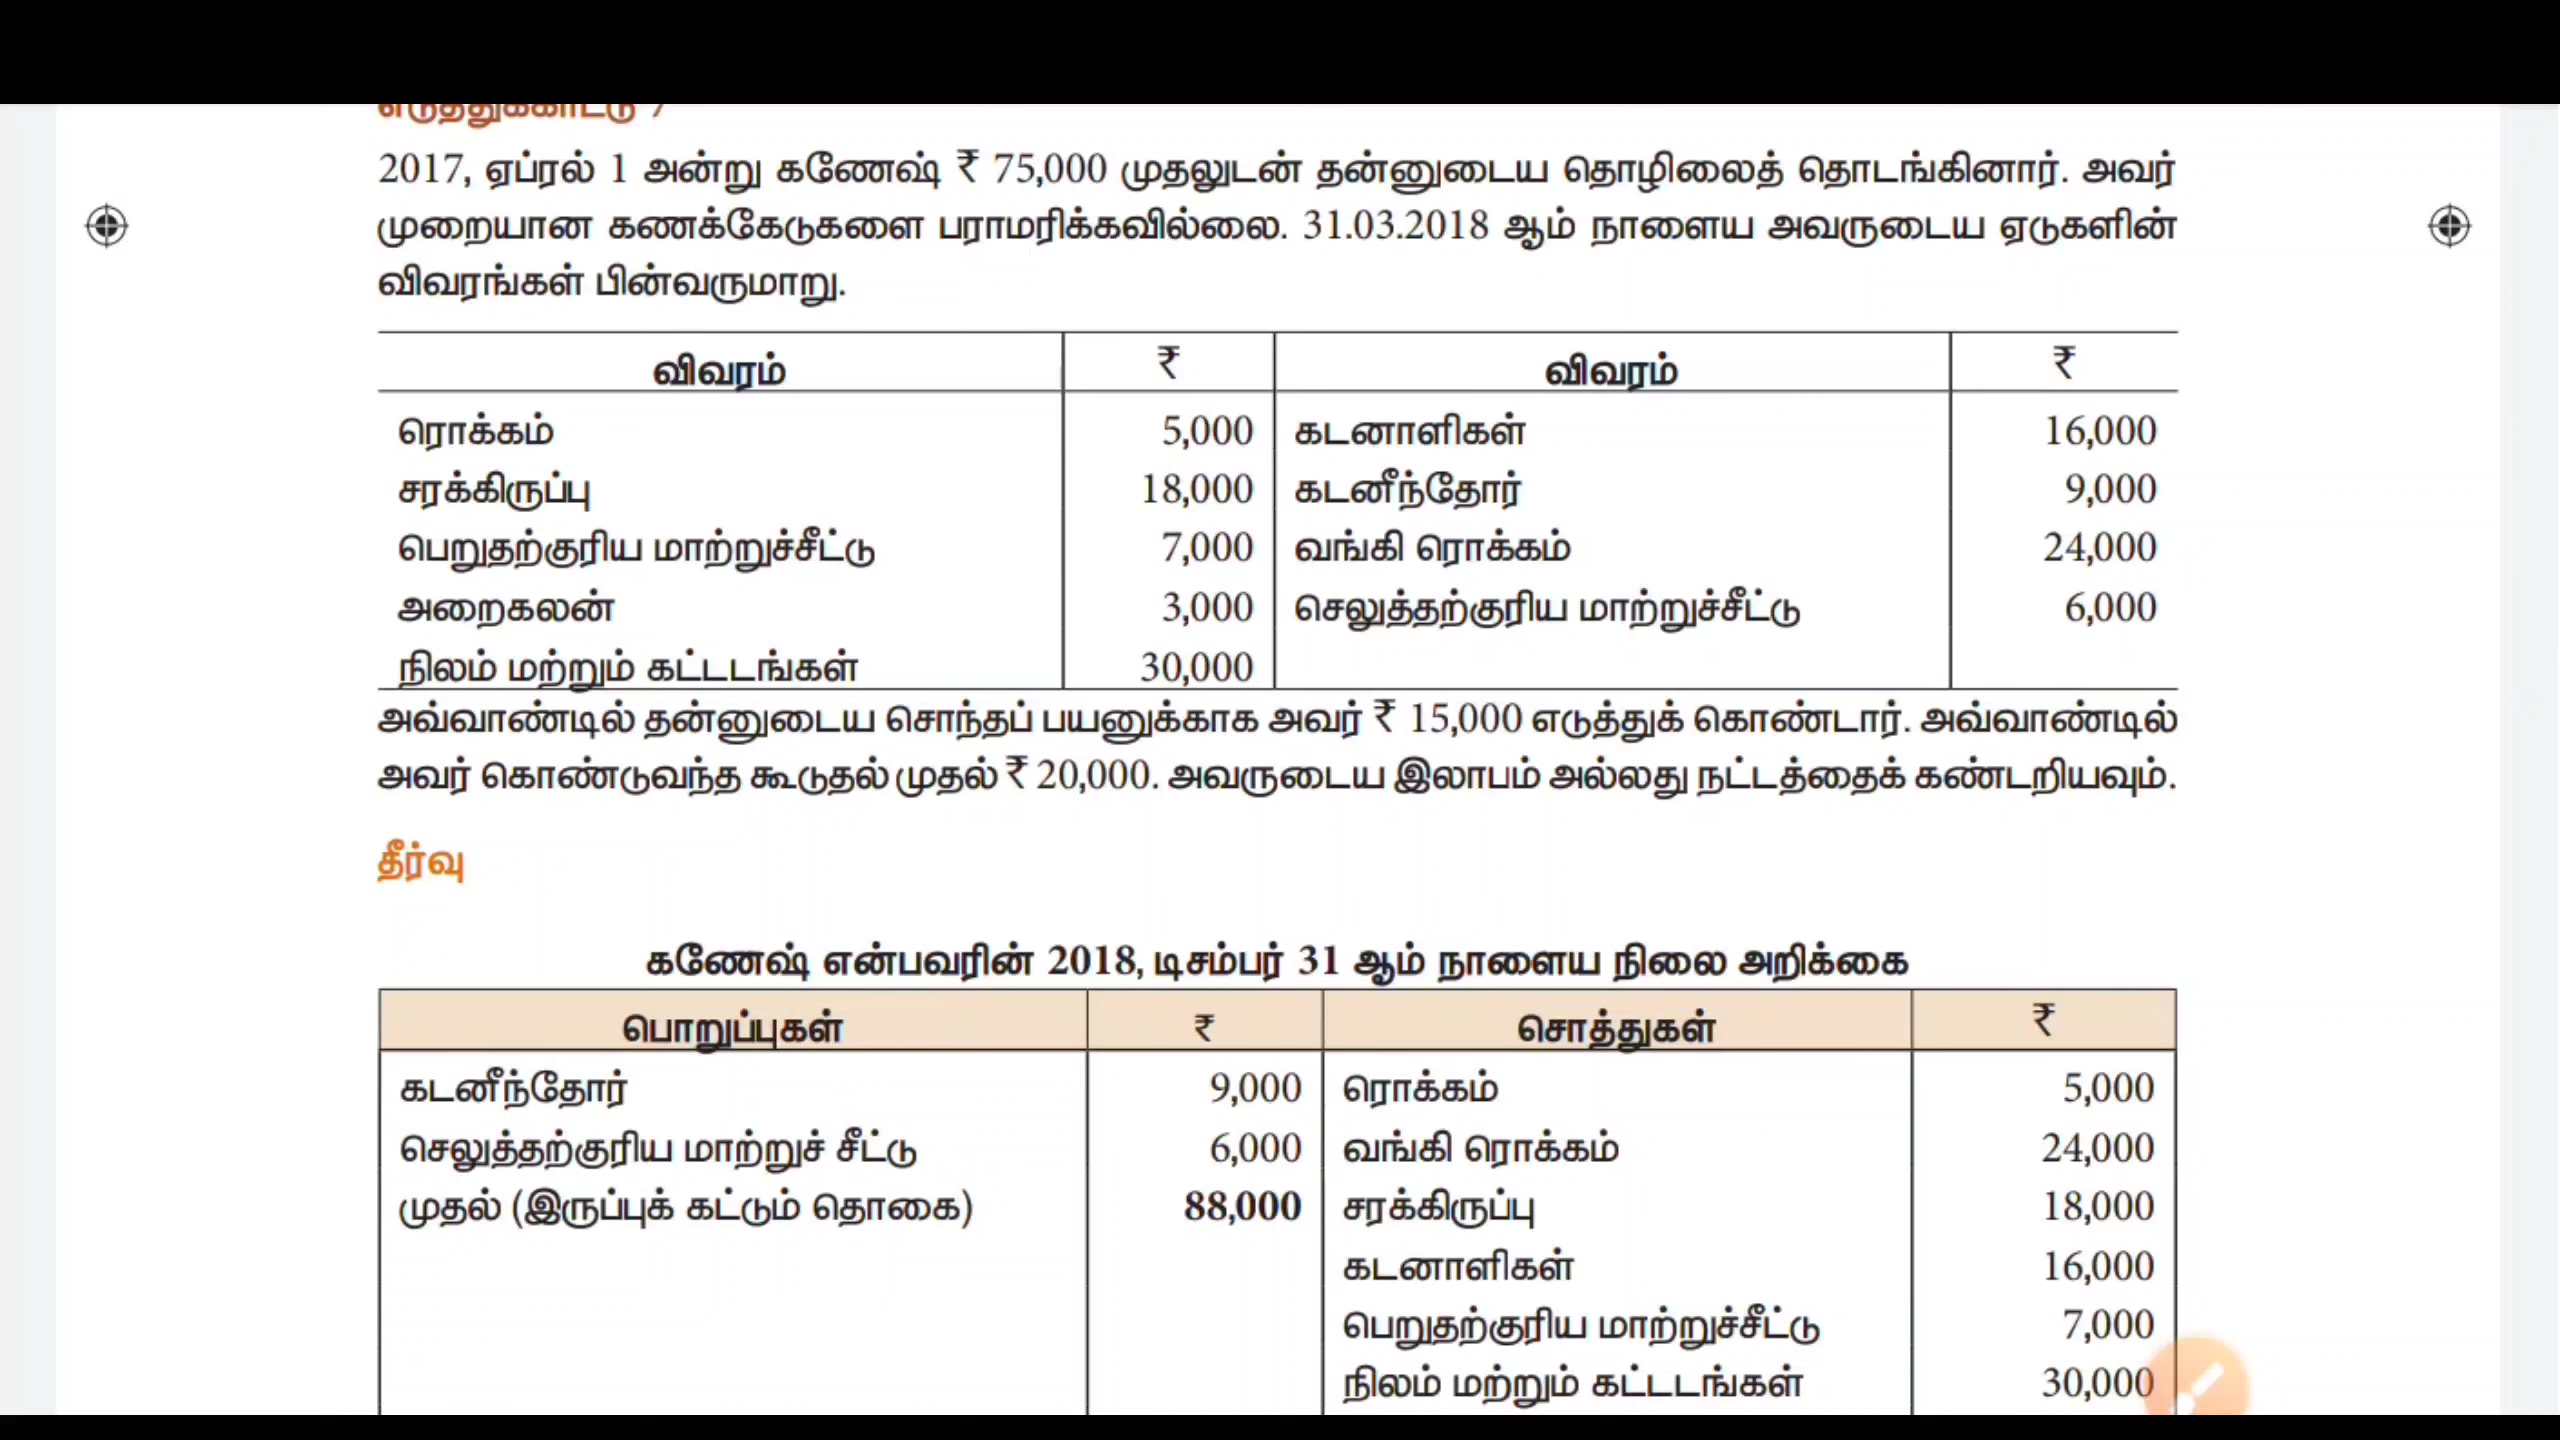 எடுத்துக்காட்டு 7
2017, ஏப்ரல் 1 அன்று கணேஷ் ₹ 75,000 முதலுடன் தன்னுடைய தொழிலைத் தொடங்கினார். அவர்
முறையான கணக்கேடுகளை பராமரிக்கவில்லை. 31.03.2018 ஆம் நாளைய அவருடைய ஏடுகளின்
விவரங்கள் பின்வருமாறு.
விவரம் ₹ விவரம் ₹
ரொக்கம் 5,000 கடனாளிகள் 16,000
சரக்கிருப்பு 18,000 கடனீந்தோர் 9,000
பெறுதற்குரிய மாற்றுச்சீட்டு 7,000 வங்கி ரொக்கம் 24,000
அறைகலன் 3,000 செலுத்தற்குரிய மாற்றுச்சீட்டு 6,000
நிலம் மற்றும் கட்டடங்கள் 30,000
அவ்வாண்டில் தன்னுடைய சொந்தப் பயனுக்காக அவர் ₹ 15,000 எடுத்துக் கொண்டார். அவ்வாண்டில்
அவர் கொண்டுவந்த கூடுதல் முதல் ₹ 20,000. அவருடைய இலாபம் அல்லது நட்டத்தைக் கண்டறியவும்.
தீர்வு
கணேஷ் என்பவரின் 2018, டிசம்பர் 31 ஆம் நாளைய நிலை அறிக்கை
பொறுப்புகள் ₹ சொத்துகள் ₹
கடனீந்தோர் 9,000 ரொக்கம் 5,000
செலுத்தற்குரிய மாற்றுச் சீட்டு 6,000 வங்கி ரொக்கம் 24,000
முதல் (இருப்புக் கட்டும் தொகை) 88,000 சரக்கிருப்பு 18,000
கடனாளிகள் 16,000
பெறுதற்குரிய மாற்றுச்சீட்டு 7,000
நிலம் மற்றும் கட்டடங்கள் 30,000